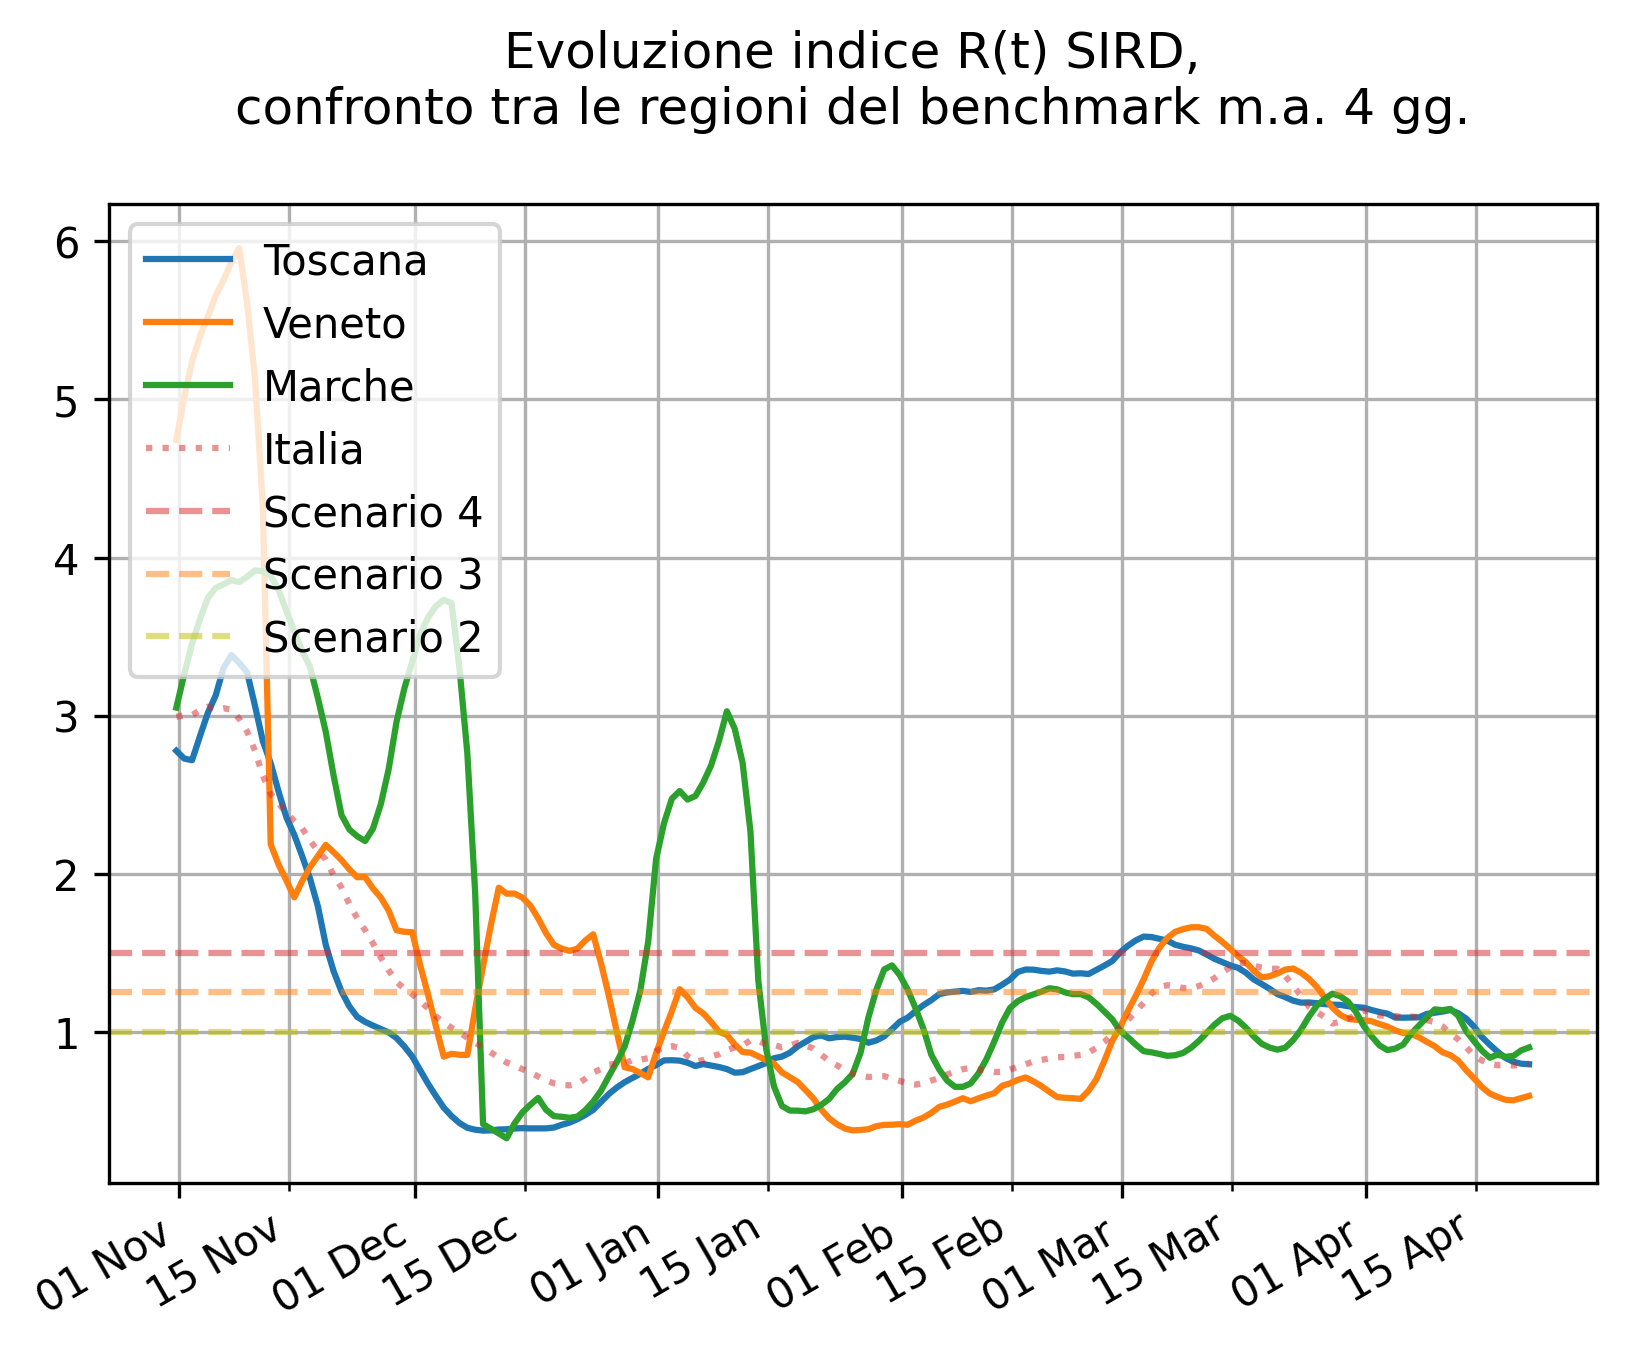 Evoluzione indice R(t) SIRD,
confronto tra le regioni del benchmark m.a. 4 gg.
6
5
4
3
2
1
Toscana
Veneto
Marche
Italia
Scenario 4
Scenario 3
Scenario 2
01 Nov
15 Nov
01 Dec
15 Dec
01 Jan
15 Jan
01 Feb
15 Feb
01 Mar
15 Mar
01 Apr
15 Apr